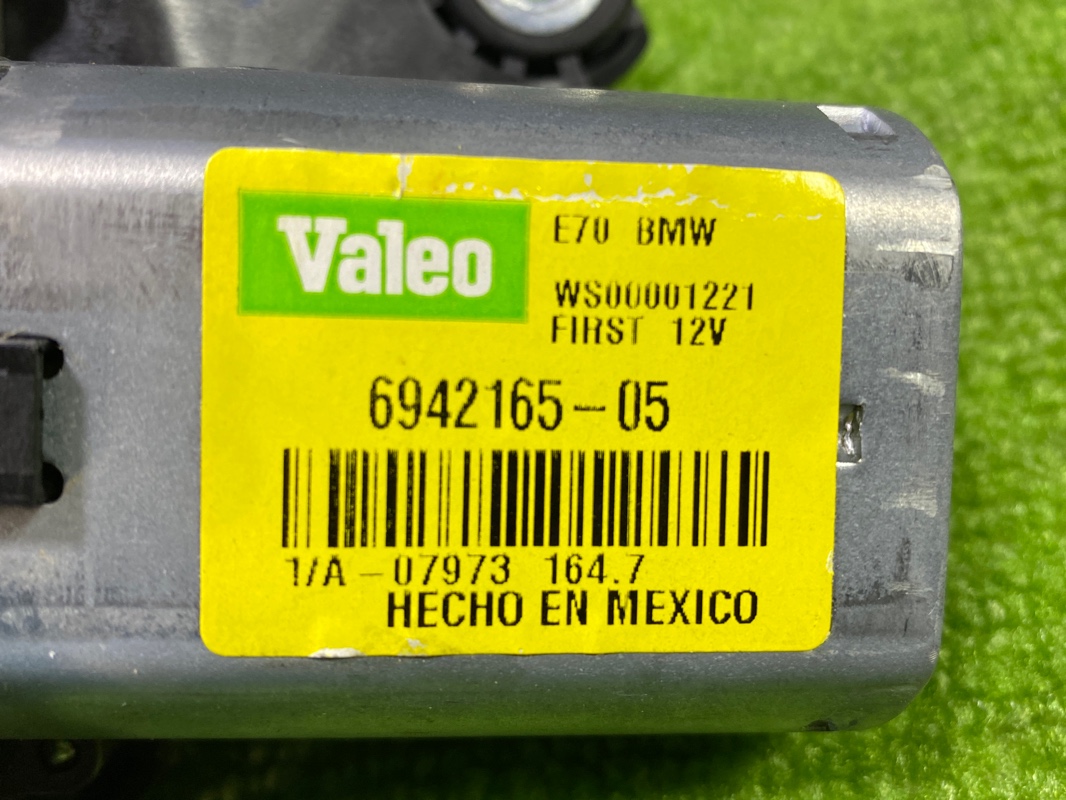 Valeo
E70 BMW
WS00001221
FIRST 12V
6942165-05
1/A-07973 164.7
HECHO EN MEXICO